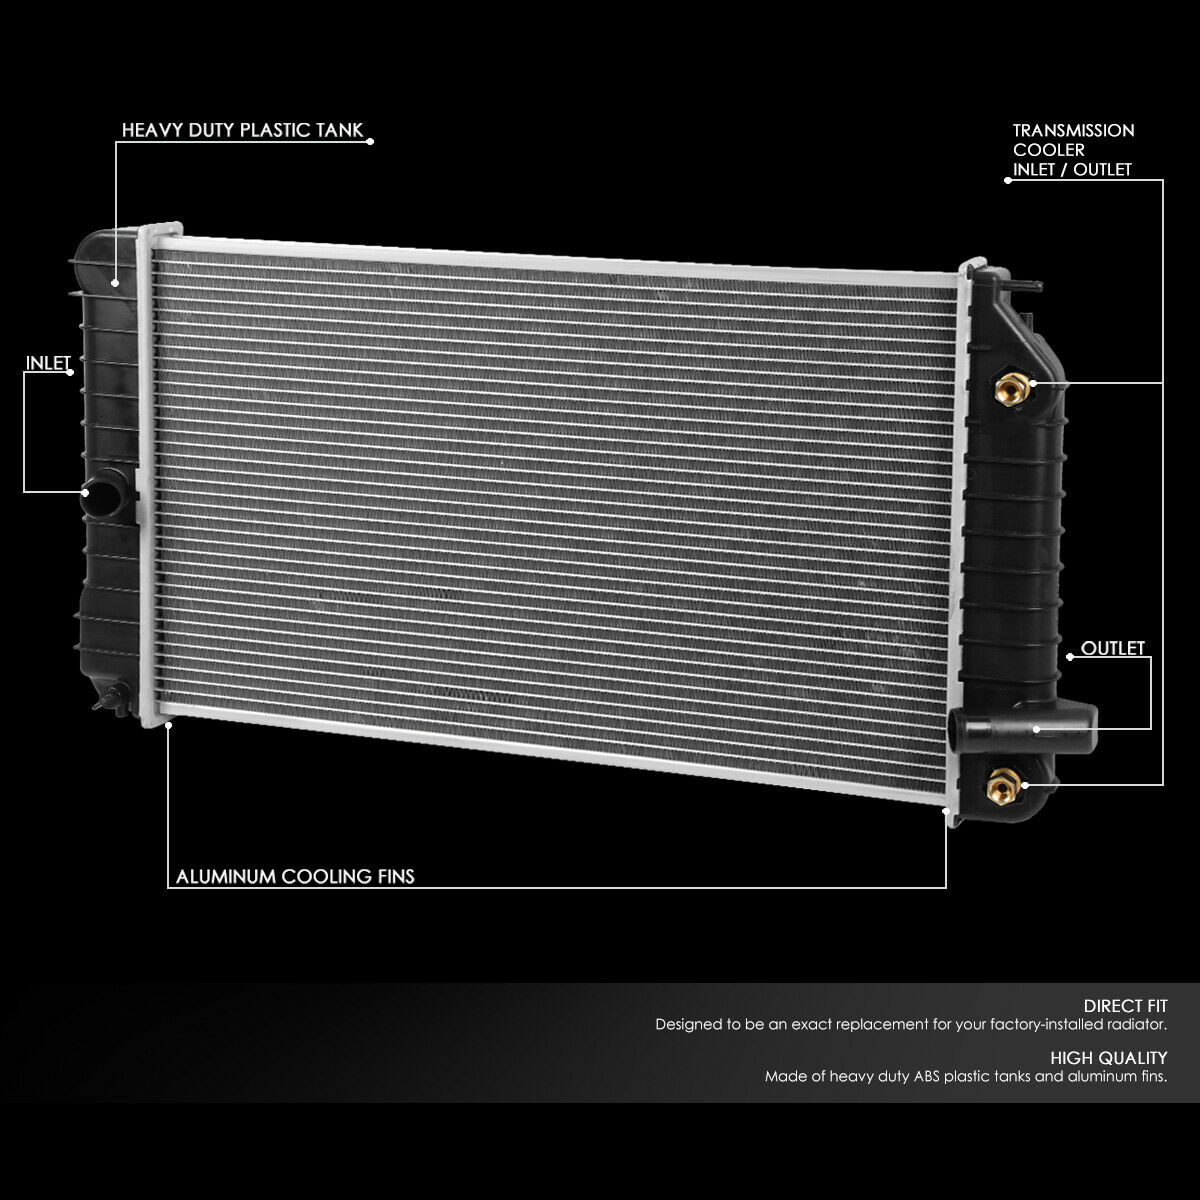 HEAVY DUTY PLASTIC TANK
TRANSMISSION
COOLER
INLET / OUTLET
INLET
OUTLET
ALUMINUM COOLING FINS
DIRECT FIT
Designed to be an exact replacement for your factory-installed radiator.
HIGH QUALITY
Made of heavy duty ABS plastic tanks and aluminum fins.